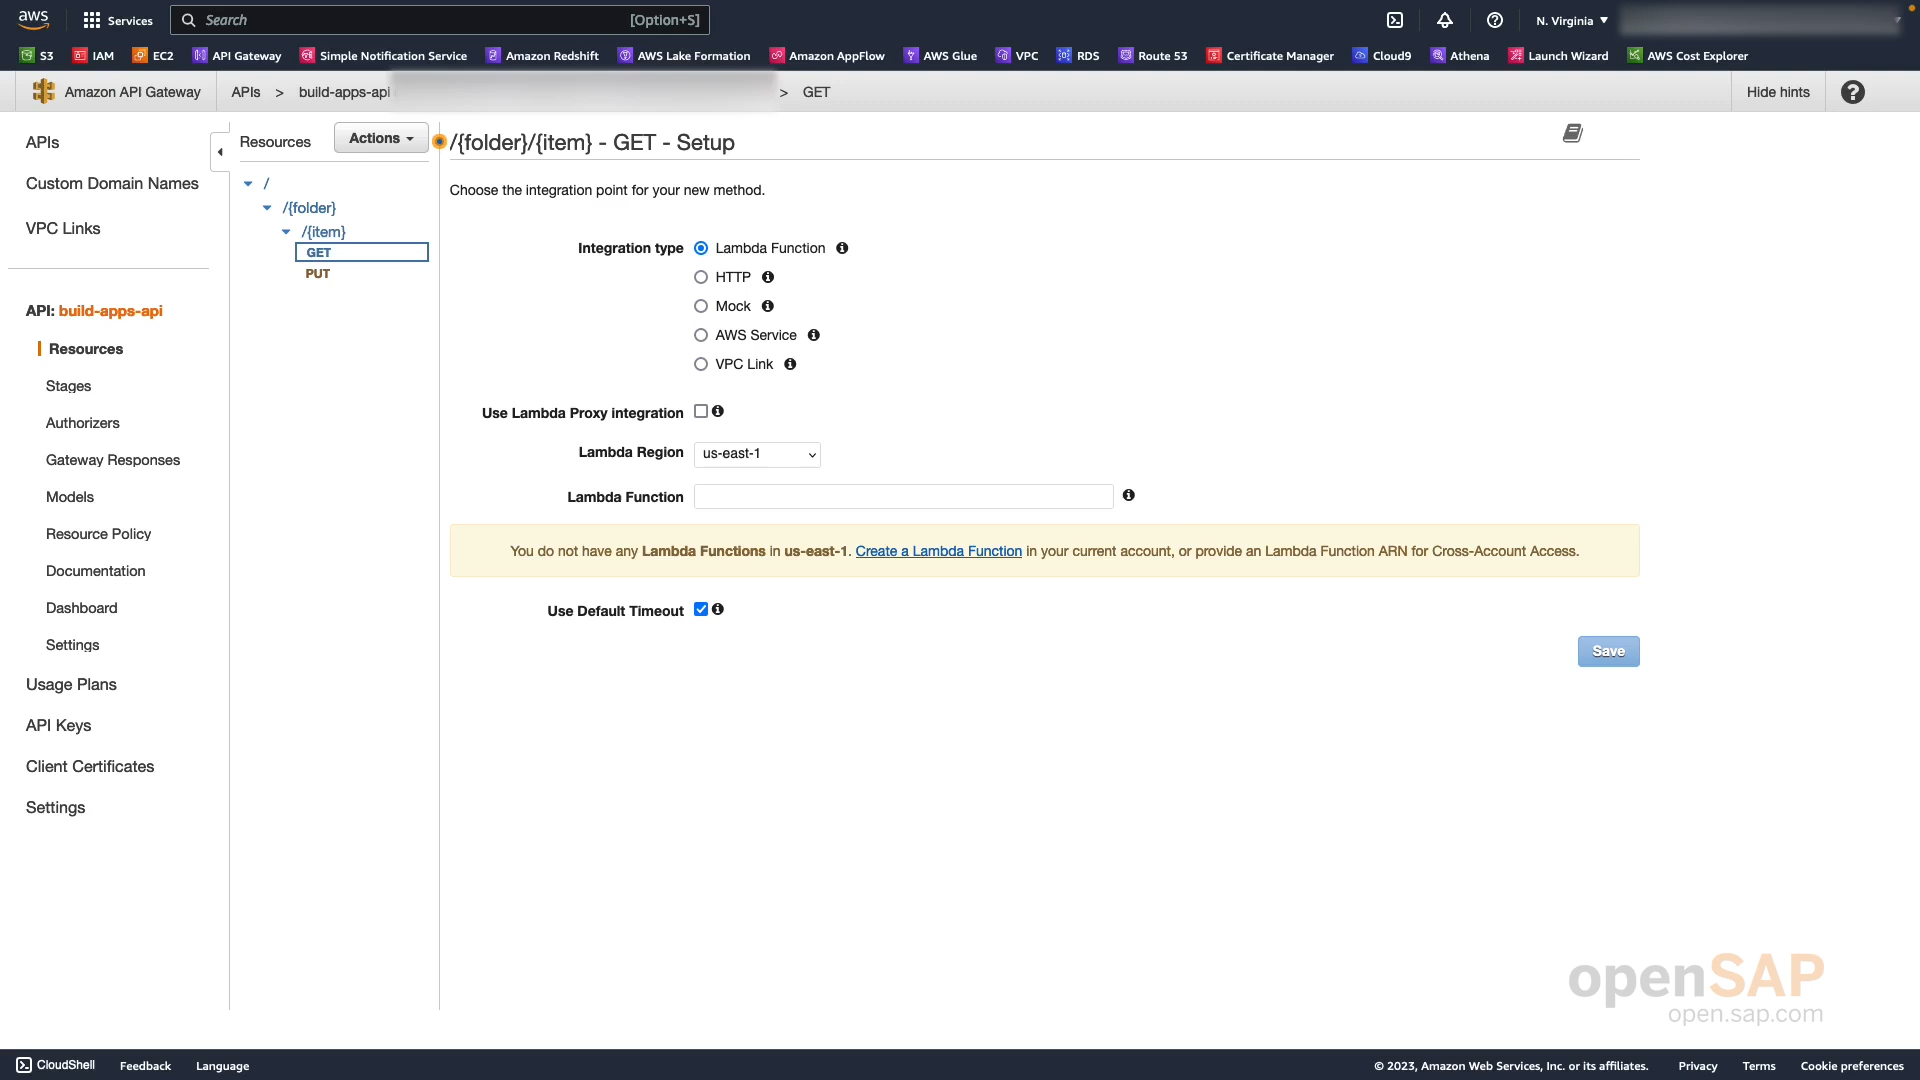 aws Services Search [Option+S] N. Virginia
S3 IAM EC2 API Gateway Simple Notification Service Amazon Redshift AWS Lake Formation Amazon AppFlow AWS Glue VPC RDS Route 53 Certificate Manager Cloud9 Athena Launch Wizard AWS Cost Explorer
Amazon API Gateway APIs > build-apps-api > GET Hide hints
APIs
Custom Domain Names
VPC Links
API: build-apps-api
Resources
Stages
Authorizers
Gateway Responses
Models
Resource Policy
Documentation
Dashboard
Settings
Usage Plans
API Keys
Client Certificates
Settings
Resources Actions
/
/{folder}
/{item}
GET
PUT
/{folder}/{item} - GET - Setup
Choose the integration point for your new method.
Integration type Lambda Function
HTTP
Mock
AWS Service
VPC Link
Use Lambda Proxy integration
Lambda Region us-east-1
Lambda Function
You do not have any Lambda Functions in us-east-1. Create a Lambda Function in your current account, or provide an Lambda Function ARN for Cross-Account Access.
Use Default Timeout
Save
openSAP
open.sap.com
CloudShell Feedback Language © 2023, Amazon Web Services, Inc. or its affiliates. Privacy Terms Cookie preferences